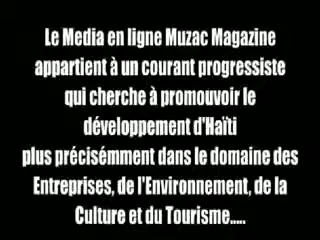 Le Media en ligne Muzac Magazine
appartient à un courant progressiste
qui cherche à promouvoir le
développement d'Haïti
plus précisémment dans le domaine des
Entreprises, de l'Environnement, de la
Culture et du Tourisme.....